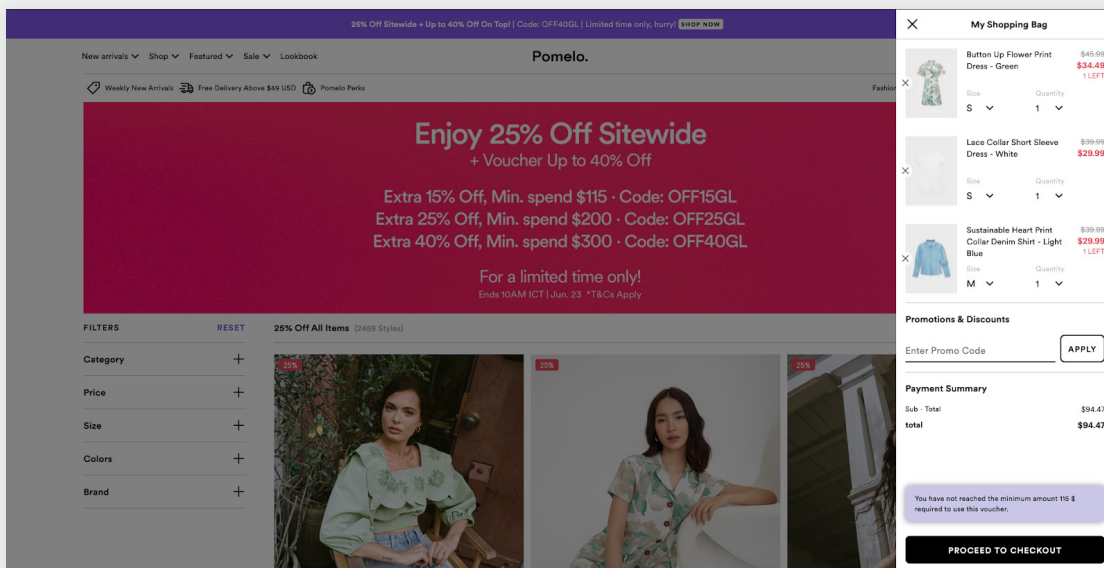 25% Off Sitewide + Up to 40% Off On Top! | Code: OFF40GL | Limited time only, hurry! SHOP NOW
New arrivals Shop Featured Sale Lookbook
Pomelo.
Weekly New Arrivals Free Delivery Above $49 USD Pomelo Perks
Fashion
Enjoy 25% Off Sitewide
+ Voucher Up to 40% Off
Extra 15% Off, Min. spend $115 · Code: OFF15GL
Extra 25% Off, Min. spend $200 · Code: OFF25GL
Extra 40% Off, Min. spend $300 · Code: OFF40GL
For a limited time only!
Ends 10AM ICT | Jun. 23 *T&Cs Apply
FILTERS RESET
Category
Price
Size
Colors
Brand
25% Off All Items (2459 Styles)
25% 25% 25%
My Shopping Bag
Button Up Flower Print $45.99
Dress - Green $34.49
1 LEFT
Size Quantity
S 1
Lace Collar Short Sleeve $39.99
Dress - White $29.99
Size Quantity
S 1
Sustainable Heart Print $39.99
Collar Denim Shirt - Light $29.99
Blue 1 LEFT
Size Quantity
M 1
Promotions & Discounts
Enter Promo Code APPLY
Payment Summary
Sub - Total $94.47
total $94.47
You have not reached the minimum amount 115 $
required to use this voucher.
PROCEED TO CHECKOUT